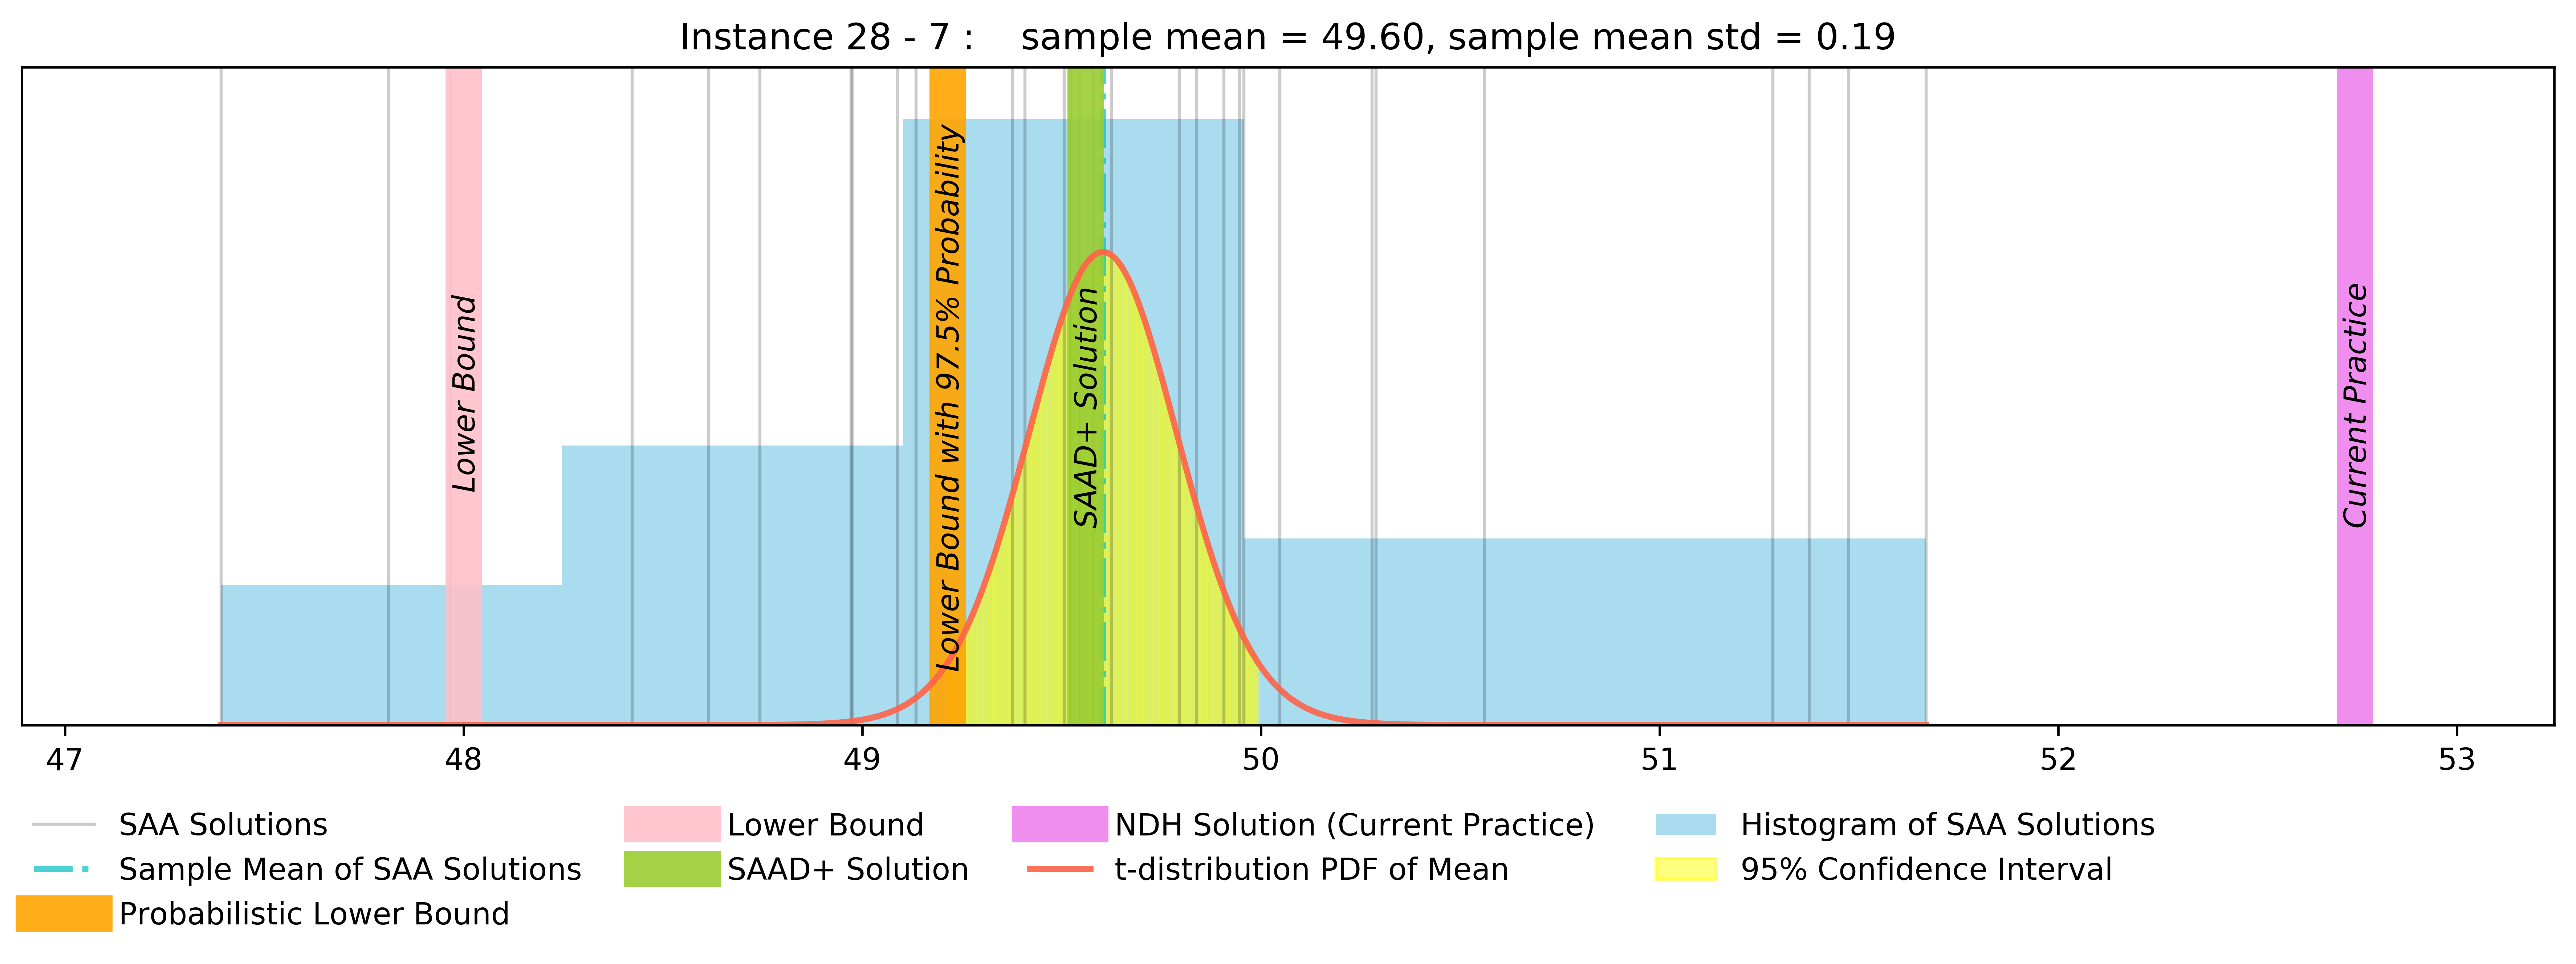 Instance 28 - 7 :    sample mean = 49.60, sample mean std = 0.19
Lower Bound
Lower Bound with 97.5% Probability
SAAD+ Solution
Current Practice
47 48 49 50 51 52 53
SAA Solutions
Sample Mean of SAA Solutions
Probabilistic Lower Bound
Lower Bound
SAAD+ Solution
NDH Solution (Current Practice)
t-distribution PDF of Mean
Histogram of SAA Solutions
95% Confidence Interval